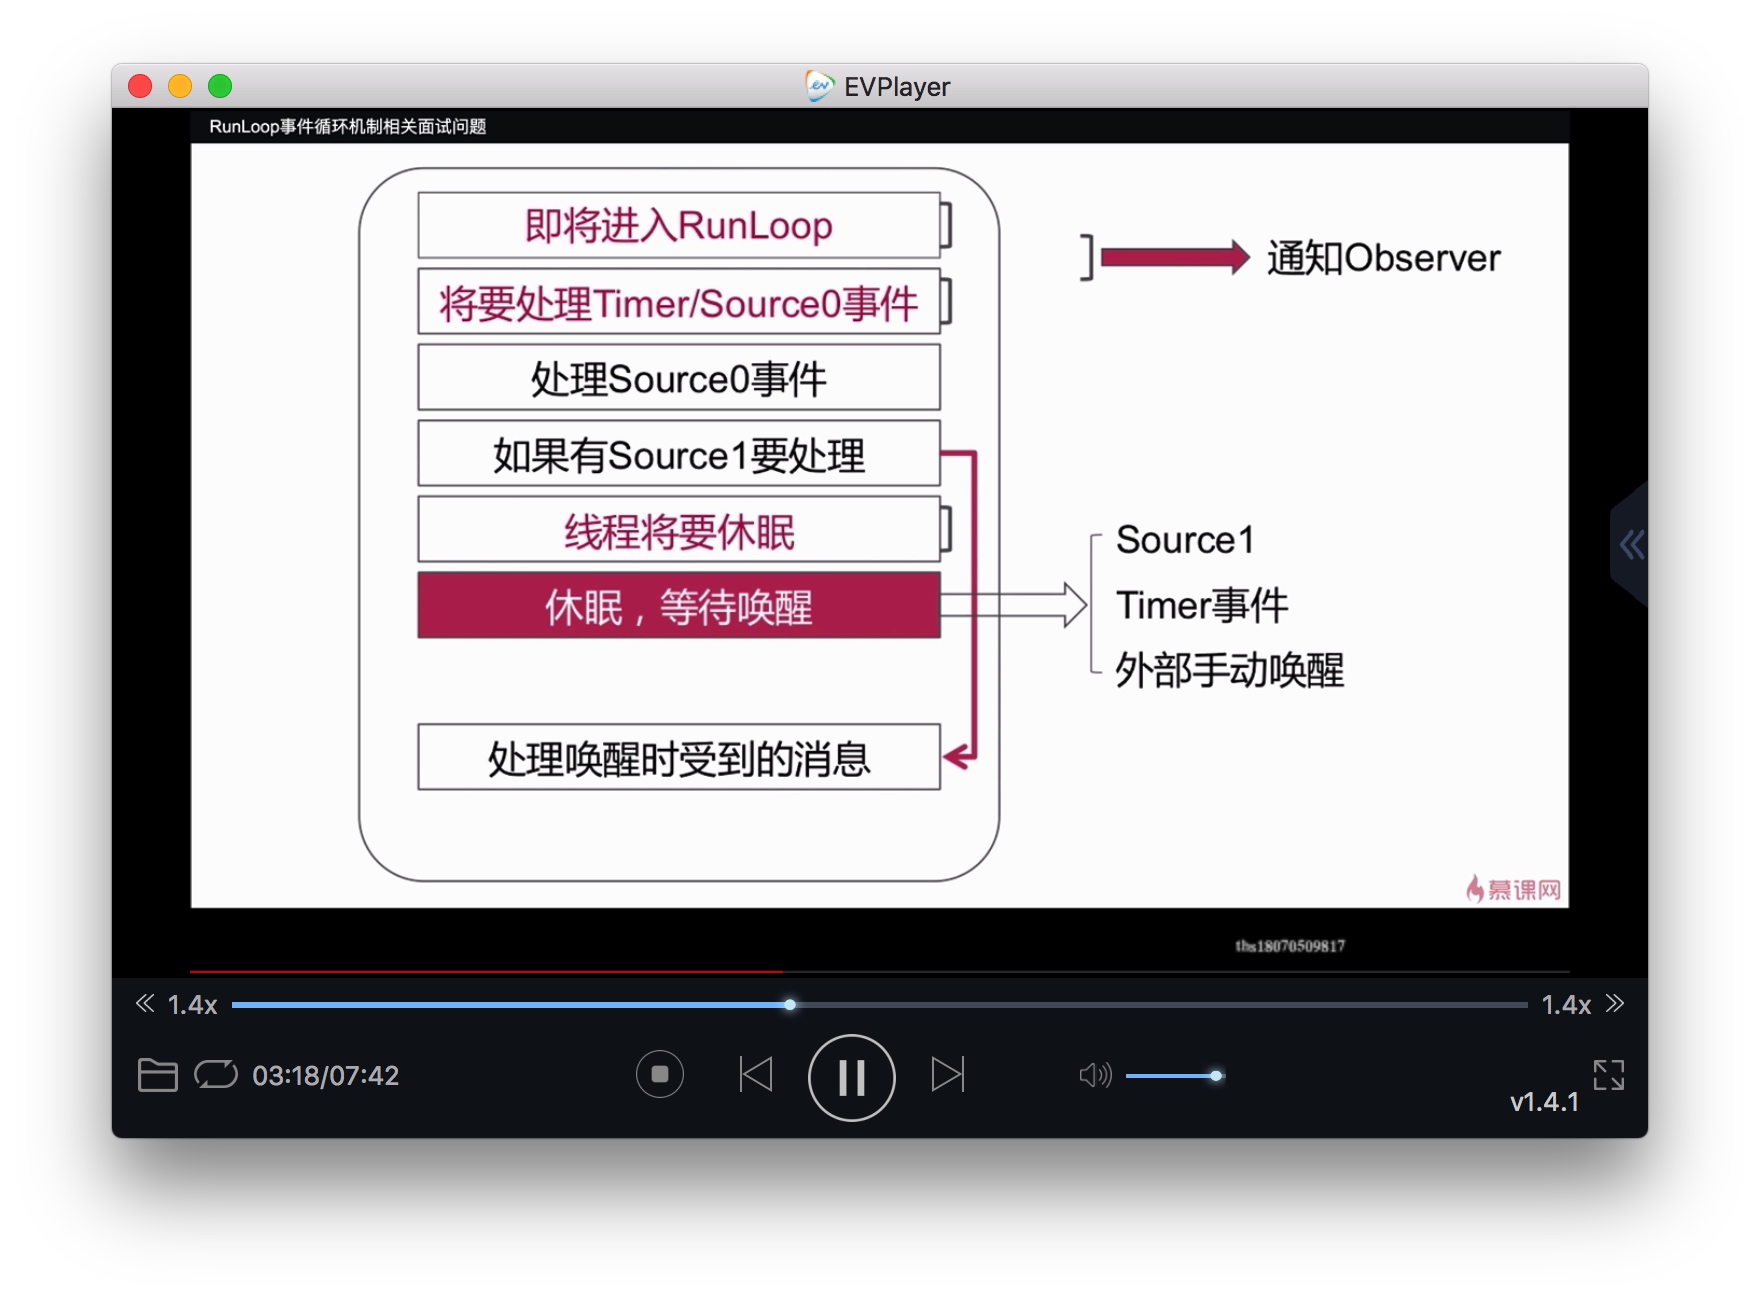 EVPlayer
RunLoop事件循环机制相关面试问题
即将进入RunLoop
将要处理Timer/Source0事件
处理Source0事件
如果有Source1要处理
线程将要休眠
休眠，等待唤醒
处理唤醒时受到的消息
通知Observer
Source1
Timer事件
外部手动唤醒
慕课网
ths18070509817
1.4x
1.4x
03:18/07:42
v1.4.1